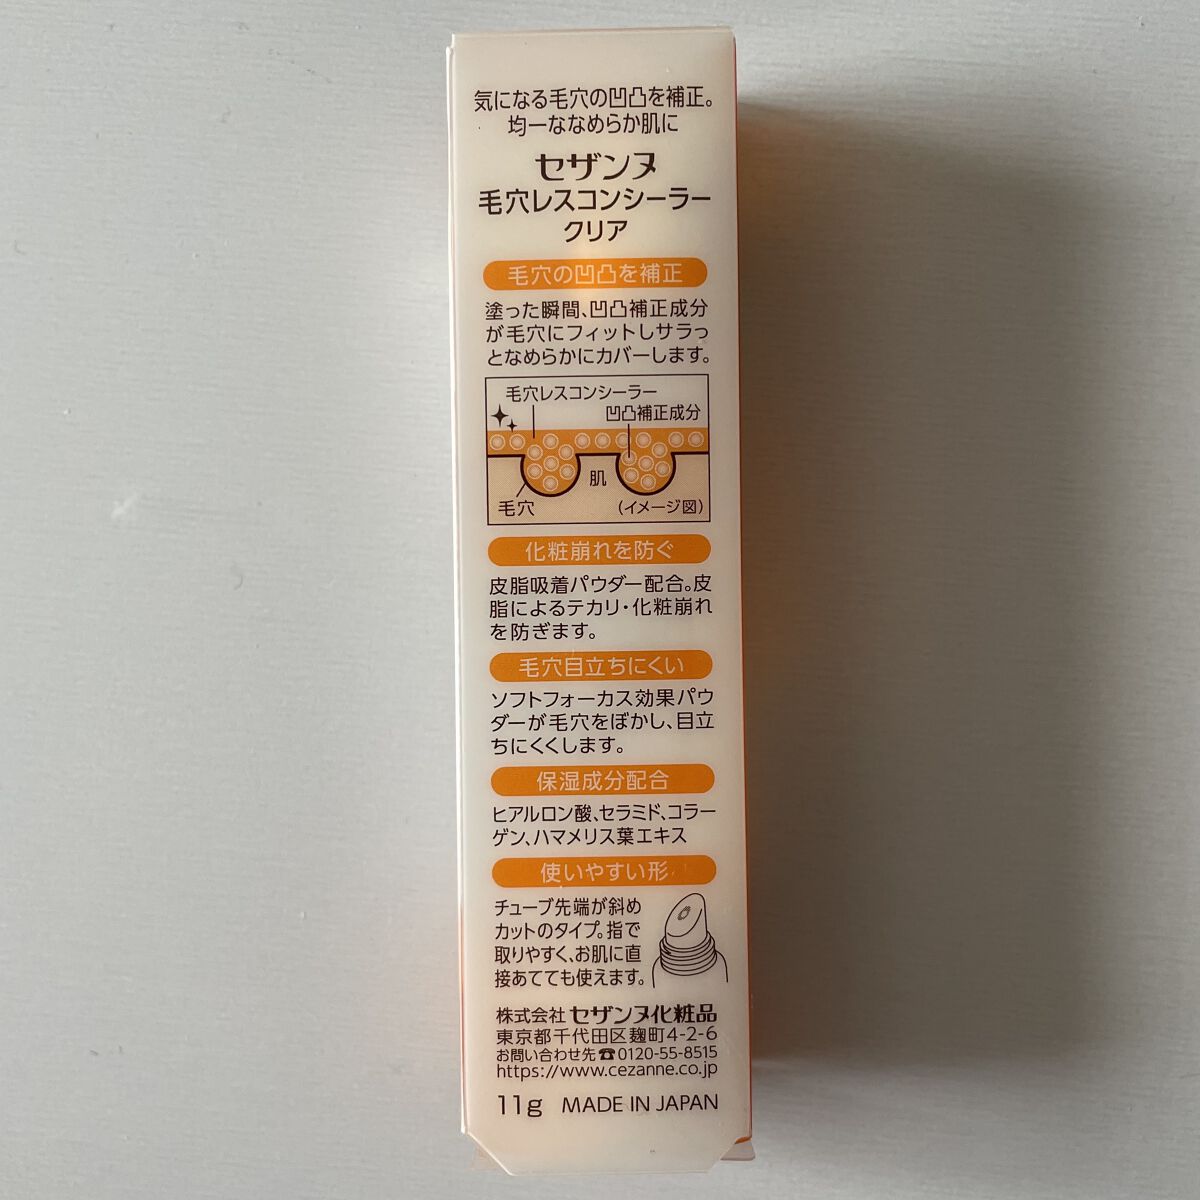 気になる毛穴の凹凸を補正。
均一ななめらか肌に
セザンヌ
毛穴レスコンシーラー
クリア
毛穴の凹凸を補正
塗った瞬間、凹凸補正成分
が毛穴にフィットしサラっ
となめらかにカバーします。
毛穴レスコンシーラー
凹凸補正成分
肌
毛穴
(イメージ図)
化粧崩れを防ぐ
皮脂吸着パウダー配合。皮
脂によるテカリ・化粧崩れ
を防ぎます。
毛穴目立ちにくい
ソフトフォーカス効果パウ
ダーが毛穴をぼかし、目立
ちにくくします。
保湿成分配合
ヒアルロン酸、セラミド、コラー
ゲン、ハマメリス葉エキス
使いやすい形
チューブ先端が斜め
カットのタイプ。指で
取りやすく、お肌に直
接あてても使えます。
株式会社 セザンヌ化粧品
東京都千代田区麹町4-2-6
お問い合わせ先☎0120-55-8515
https://www.cezanne.co.jp
11g MADE IN JAPAN